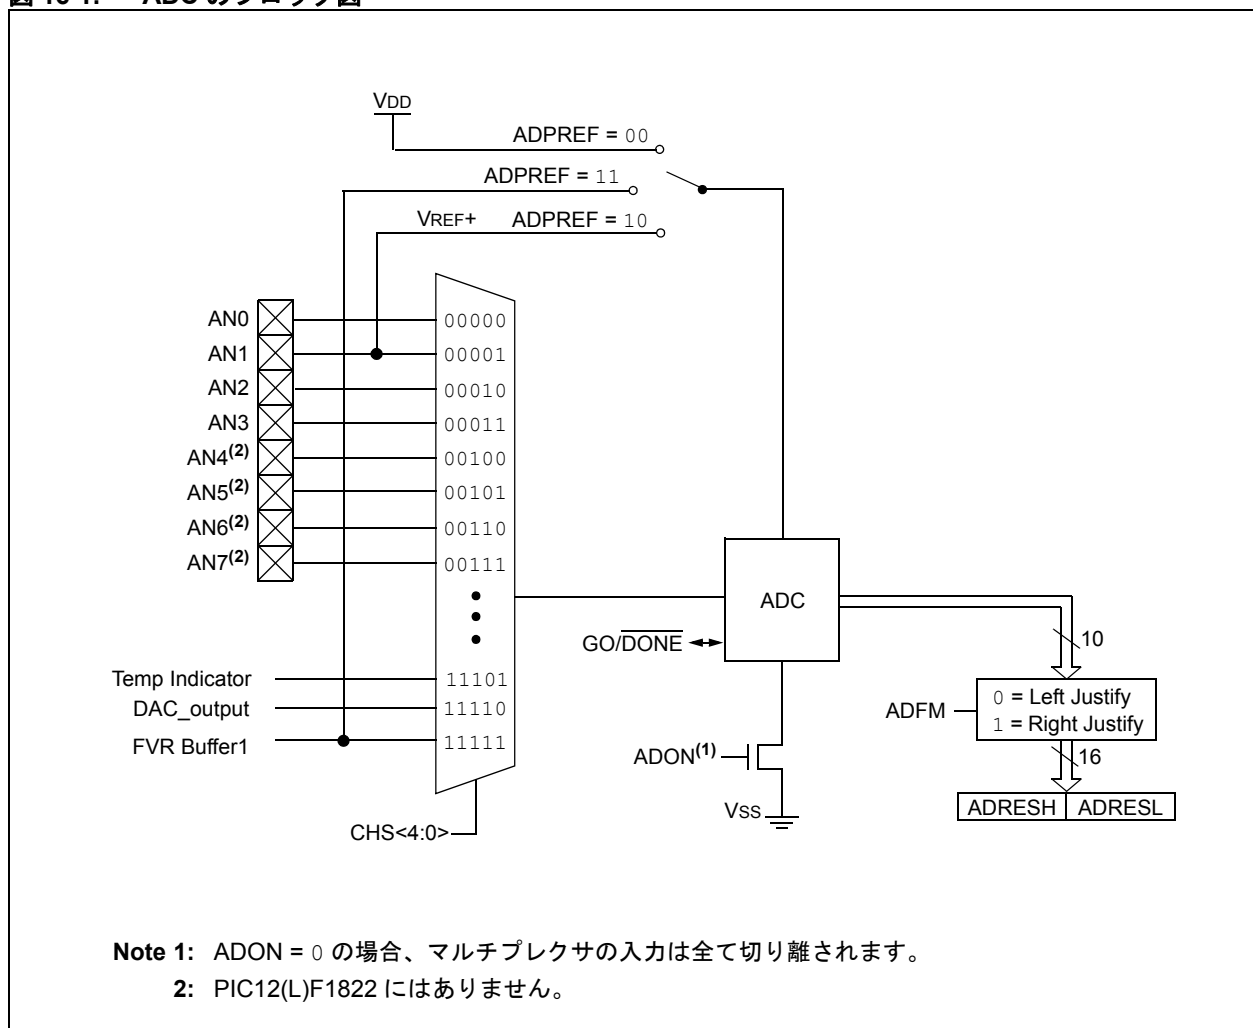 図 16-1: ADC のブロック図
VDD
ADPREF = 00
ADPREF = 11
VREF+ ADPREF = 10
AN0 00000
AN1 00001
AN2 00010
AN3 00011
AN4(2) 00100
AN5(2) 00101
AN6(2) 00110
AN7(2) 00111
ADC
GO/DONE
10
Temp Indicator 11101
DAC_output 11110
FVR Buffer1 11111
ADFM
0 = Left Justify
1 = Right Justify
16
ADON(1)
VSS
ADRESH ADRESL
CHS<4:0>
Note 1: ADON = 0 の場合、マルチプレクサの入力は全て切り離されます。
2: PIC12(L)F1822 にはありません。